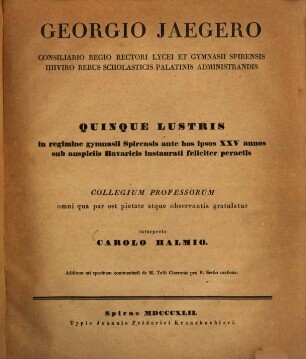 GEORGIO JAEGERO
CONSILIARIO REGIO RECTORI LYCEI ET GYMNASII SPIRENSIS
IIIVIRO REBUS SCHOLASTICIS PALATINIS ADMINISTRANDIS
QUINQUE LUSTRIS
in regimine gymnasii Spirensis ante hos ipsos XXV annos
sub auspiciis Bavaricis instaurati feliciter peractis
COLLEGIUM PROFESSORUM
omni qua par est pietate atque observantia gratulatur
interprete
CAROLO HALMIO.
Additum est specimen commentarii de M. Tullii Ciceronis pro P. Sestio oratione.
Spirae MDCCCXLII.
Typis Joannis Friderici Kranzbuehleri.